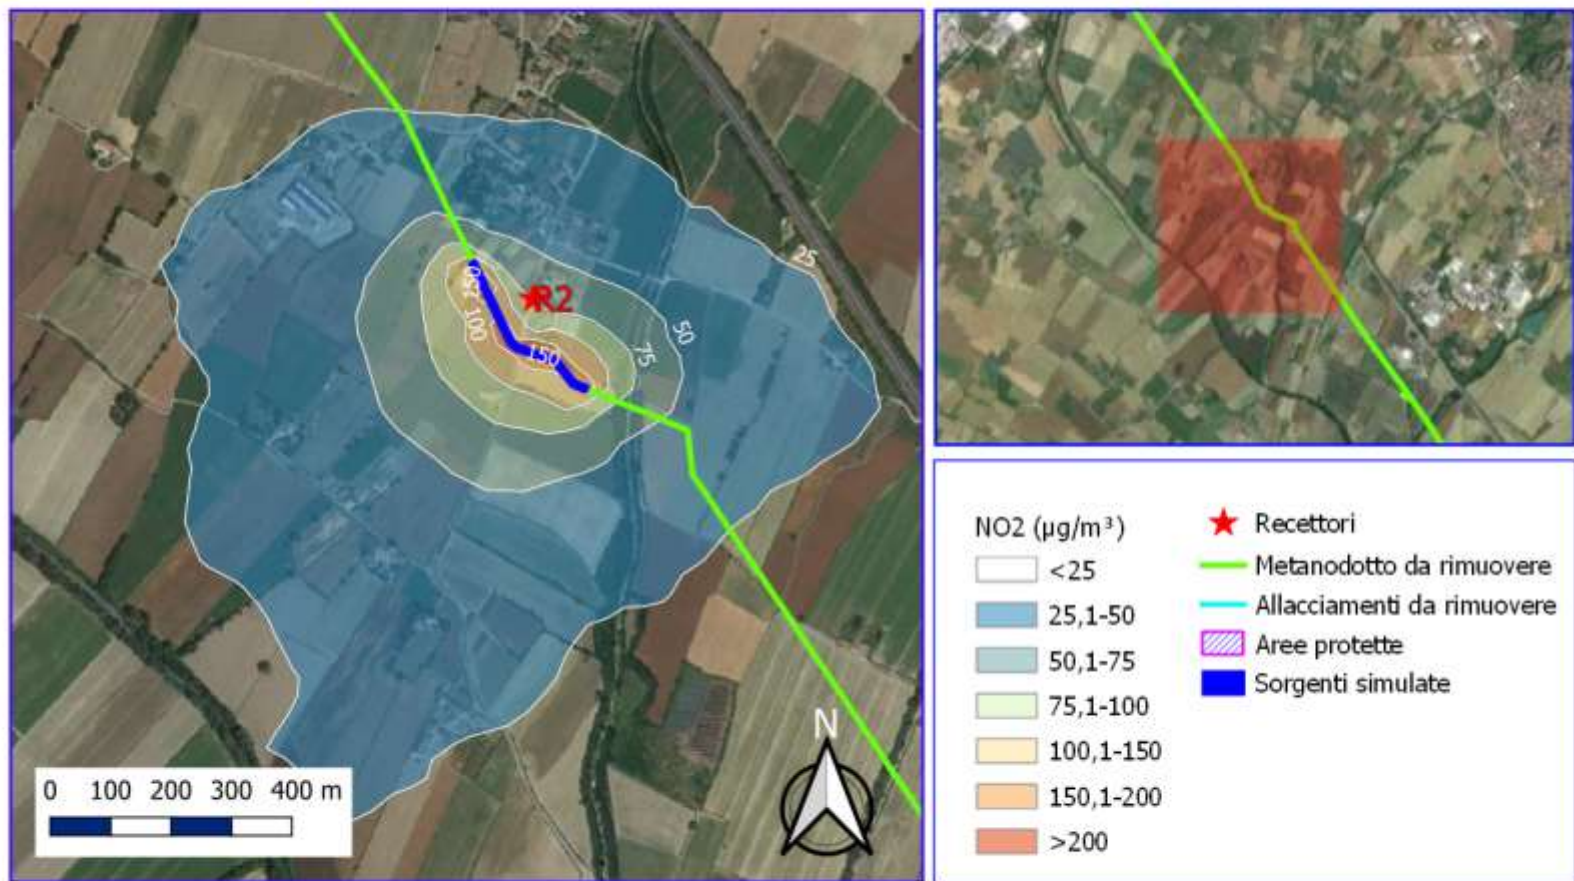 25
50
75
100
150
R2
0 100 200 300 400 m
N
NO2 (µg/m³)
<25
25,1-50
50,1-75
75,1-100
100,1-150
150,1-200
>200
Recettori
Metanodotto da rimuovere
Allacciamenti da rimuovere
Aree protette
Sorgenti simulate